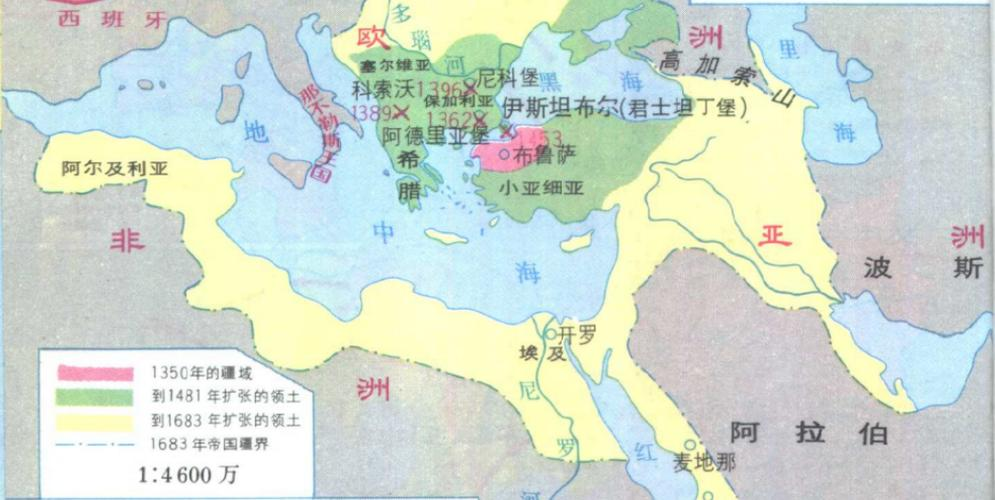 西班牙
欧
洲
多
瑙
河
塞尔维亚
科索沃
1396
尼科堡
1389
保加利亚
1362
阿德里亚堡
伊斯坦布尔(君士坦丁堡)
1453
布鲁萨
小亚细亚
希
腊
黑
海
高加索山
里
海
那不勒斯王国
地
中
海
阿尔及利亚
非
洲
亚
洲
波斯
开罗
埃及
尼
罗
河
红
阿拉伯
麦地那
1350年的疆域
到1481年扩张的领土
到1683年扩张的领土
1683年帝国疆界
1:4600万